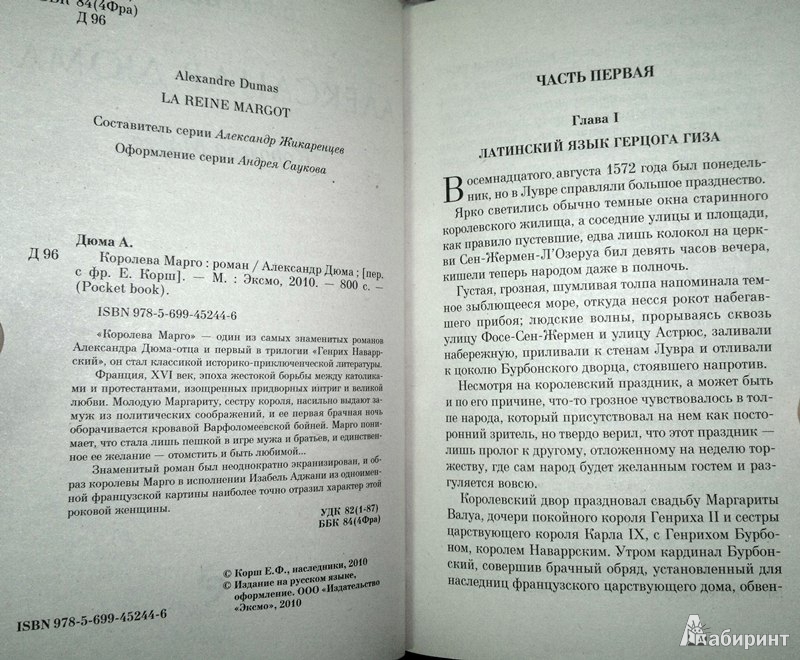 ББК 84(4Фра)
Д 96
Alexandre Dumas
LA REINE MARGOT
Составитель серии Александр Жикаренцев
Оформление серии Андрея Саукова
Дюма А.
Д 96
Королева Марго : роман / Александр Дюма ; [пер.
с фр. Е. Корш]. — М. : Эксмо, 2010. — 800 с. —
(Pocket book).
ISBN 978-5-699-45244-6
«Королева Марго» — один из самых знаменитых романов
Александра Дюма-отца и первый в трилогии «Генрих Наварр-
ский», он стал классикой историко-приключенческой литературы.
Франция, XVI век, эпоха жестокой борьбы между католика-
ми и протестантами, изощренных придворных интриг и великой
любви. Молодую Маргариту, сестру короля, насильно выдают за-
муж из политических соображений, и ее первая брачная ночь
оборачивается кровавой Варфоломеевской бойней. Марго пони-
мает, что стала лишь пешкой в игре мужа и братьев, и единствен-
ное ее желание — отомстить и быть любимой...
Знаменитый роман был неоднократно экранизирован, и об-
раз королевы Марго в исполнении Изабель Аджани из одноимен-
ной французской картины наиболее точно отразил характер этой
роковой женщины.
УДК 82(1-87)
ББК 84(4Фра)
© Корш Е.Ф., наследники, 2010
© Издание на русском языке,
оформление. ООО «Издательство
«Эксмо», 2010
ISBN 978-5-699-45244-6
ЧАСТЬ ПЕРВАЯ
Глава I
ЛАТИНСКИЙ ЯЗЫК ГЕРЦОГА ГИЗА
Восемнадцатого августа 1572 года был понедель-
ник, но в Лувре справляли большое празднество.
Ярко светились обычно темные окна старинного
королевского жилища, а соседние улицы и площади,
как правило пустевшие, едва лишь колокол на церк-
ви Сен-Жермен-Л'Озеруа бил девять часов вечера,
кишели теперь народом даже в полночь.
Густая, грозная, шумливая толпа напоминала тем-
ное зыблющееся море, откуда несся рокот набегав-
шего прибоя; людские волны, прорываясь сквозь
улицу Фосе-Сен-Жермен и улицу Астрюс, заливали
набережную, приливали к стенам Лувра и отливали
к цоколю Бурбонского дворца, стоявшего напротив.
Несмотря на королевский праздник, а может быть
и по его причине, что-то грозное чувствовалось в тол-
пе народа, который присутствовал на нем как посто-
ронний зритель, но твердо верил, что этот праздник —
лишь пролог к другому, отложенному на неделю тор-
жеству, где сам народ будет желанным гостем и раз-
гуляется вовсю.
Королевский двор праздновал свадьбу Маргариты
Валуа, дочери покойного короля Генриха II и сестры
царствующего короля Карла IX, с Генрихом Бурбо-
ном, королем Наваррским. Утром кардинал Бурбон-
ский, совершив брачный обряд, установленный для
наследниц французского царствующего дома, обвен-
Лабиринт